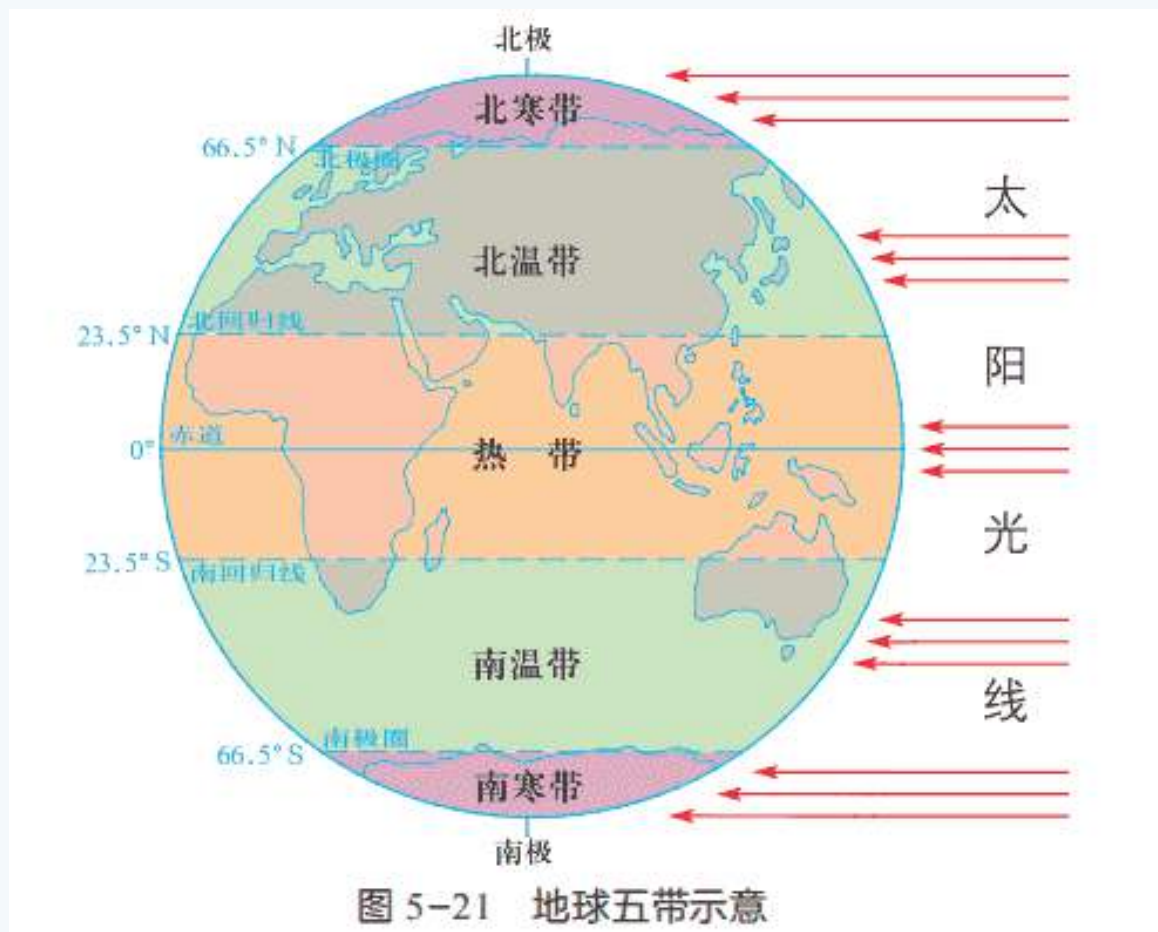 北极
北寒带
66.5° N
北极圈
太
北温带
北回归线
23.5° N
阳
赤道
0°
热 带
光
23.5° S
南回归线
南温带
线
南极圈
66.5° S
南寒带
南极
图 5-21 地球五带示意